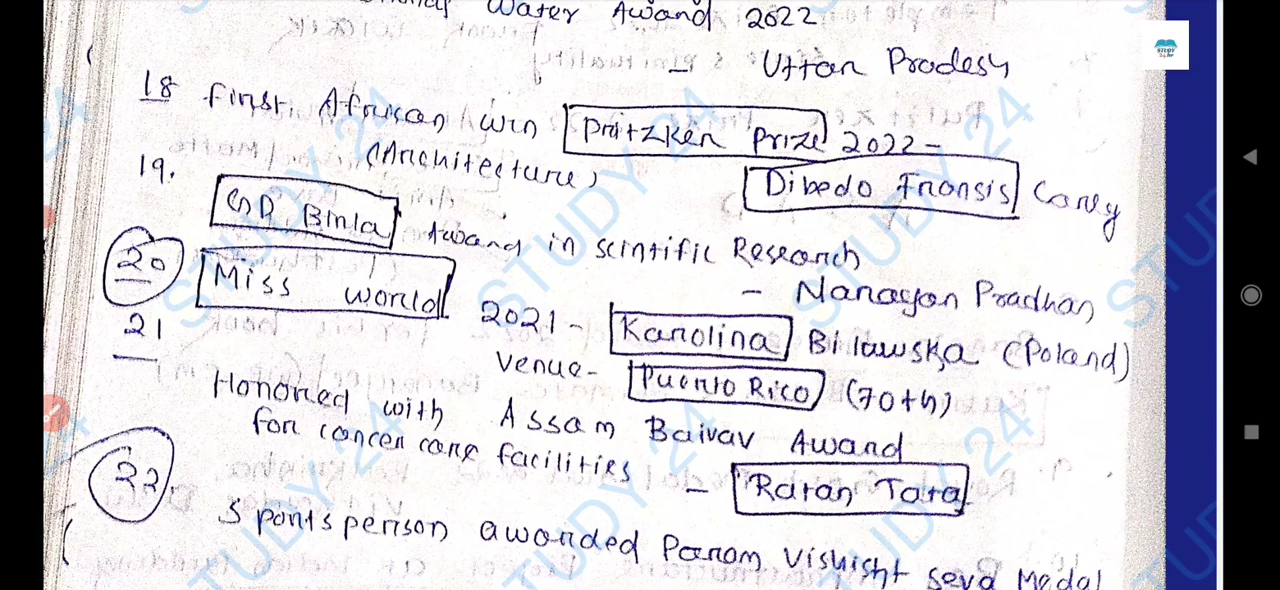 Water Award 2022
- Uttar Pradesh
18 first African win Pritzker Prize 2022 -
(Architecture)
Dibedo Fransis Carey
19. GD Birla Award in scintific Research
- Narayan Pradhan
20 Miss world 2021 - Karolina Bilawska (Poland)
venue - Puerto Rico (70th)
21 Honored with Assam Baivav Award
for cancer care facilities - Ratan Tata
22. Sportsperson awarded Param Vishisht seva Medal
STUDY 24